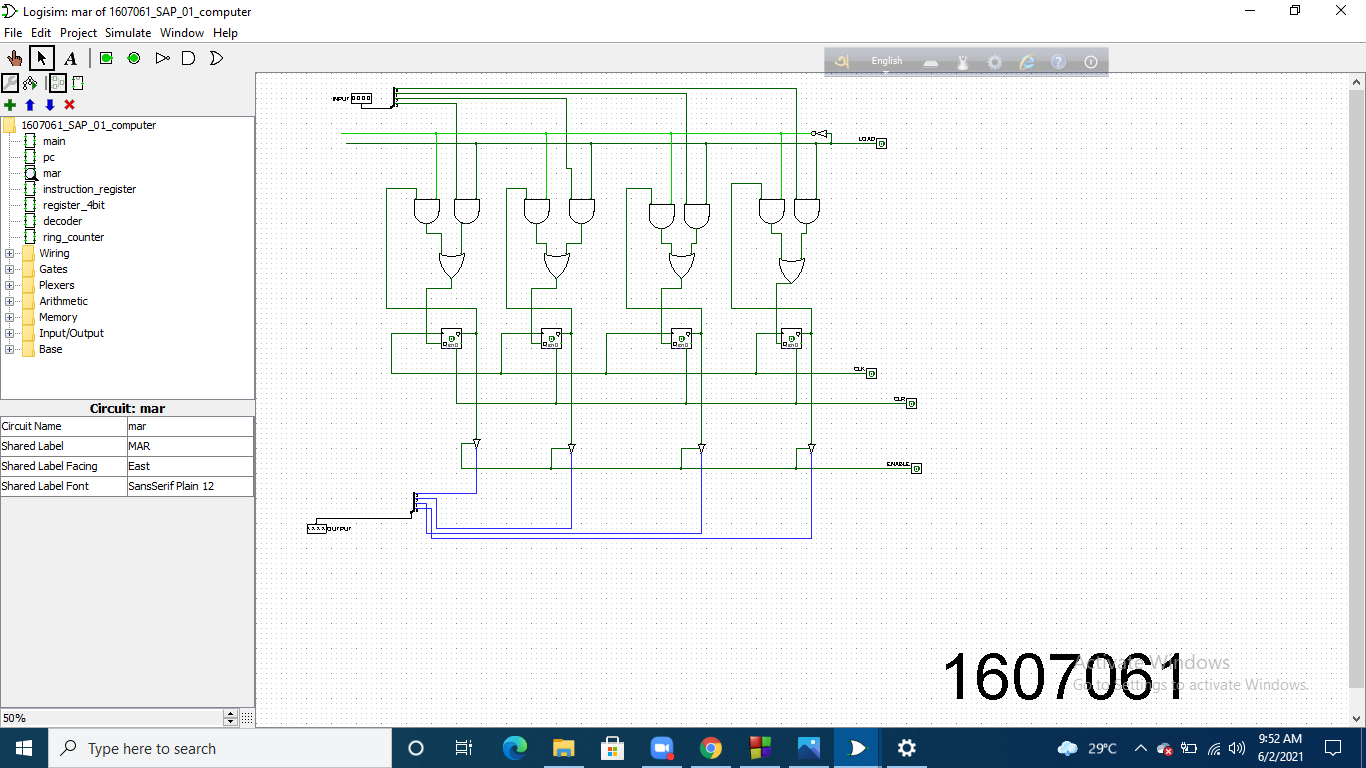 Logisim: mar of 1607061_SAP_01_computer
File Edit Project Simulate Window Help
A
English
1607061_SAP_01_computer
main
pc
mar
instruction_register
register_4bit
decoder
ring_counter
Wiring
Gates
Plexers
Arithmetic
Memory
Input/Output
Base
Circuit: mar
Circuit Name mar
Shared Label MAR
Shared Label Facing East
Shared Label Font SansSerif Plain 12
50%
INPUT
LOAD
CLK
CLR
ENABLE
OUTPUT
1607061
Activate Windows
Go to Settings to activate Windows.
Type here to search
29°C
9:52 AM
6/2/2021